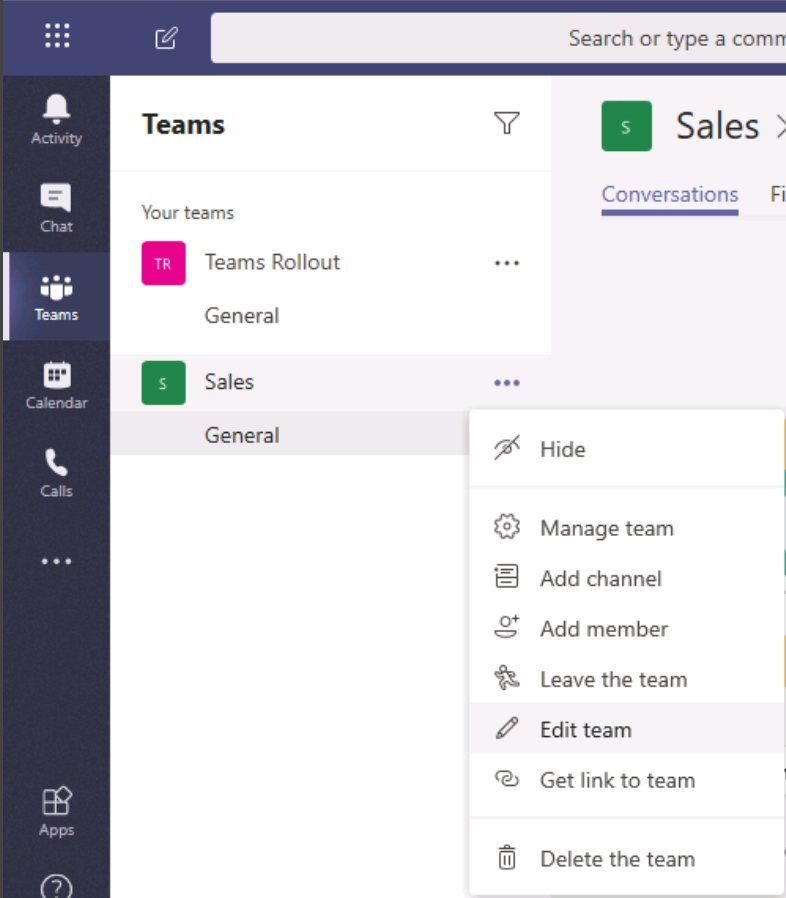 Search or type a comm
Activity
Chat
Teams
Calendar
Calls
Apps
Teams
Your teams
TR Teams Rollout
General
S Sales
General
S Sales
Conversations Fi
Hide
Manage team
Add channel
Add member
Leave the team
Edit team
Get link to team
Delete the team